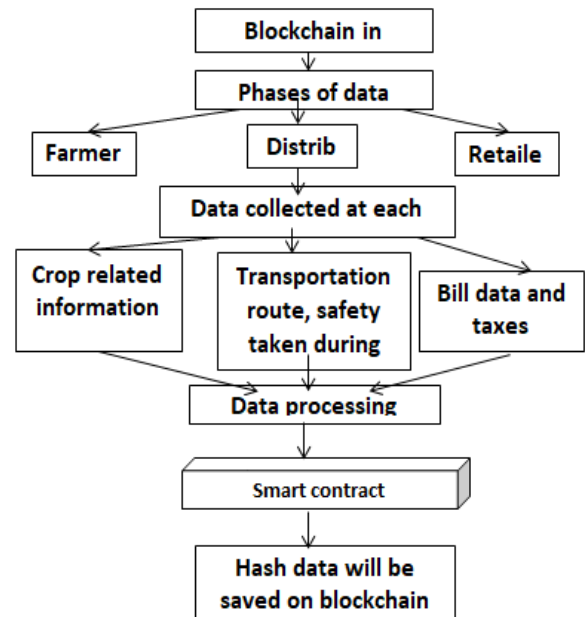 Blockchain in
Phases of data
Farmer
Distrib
Retaile
Data collected at each
Crop related
information
Transportation
route, safety
taken during
Bill data and
taxes
Data processing
Smart contract
Hash data will be
saved on blockchain